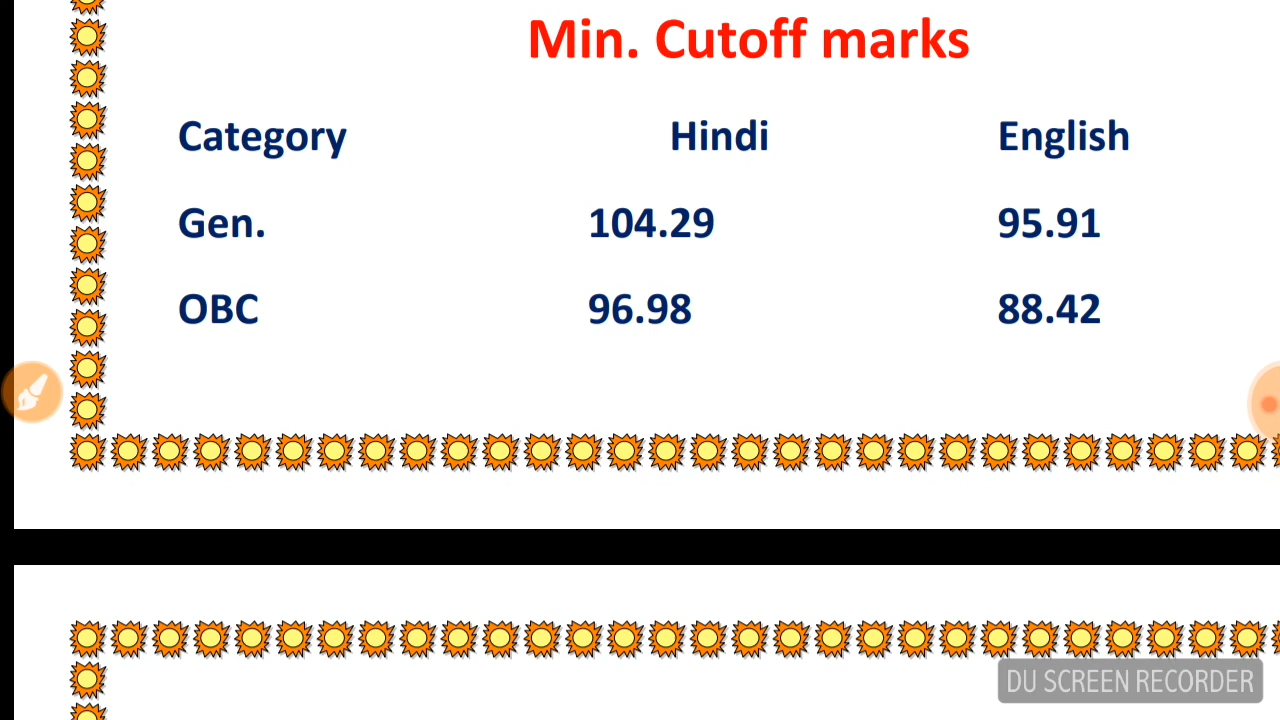 Min. Cutoff marks
Category Hindi English
Gen. 104.29 95.91
OBC 96.98 88.42
DU SCREEN RECORDER